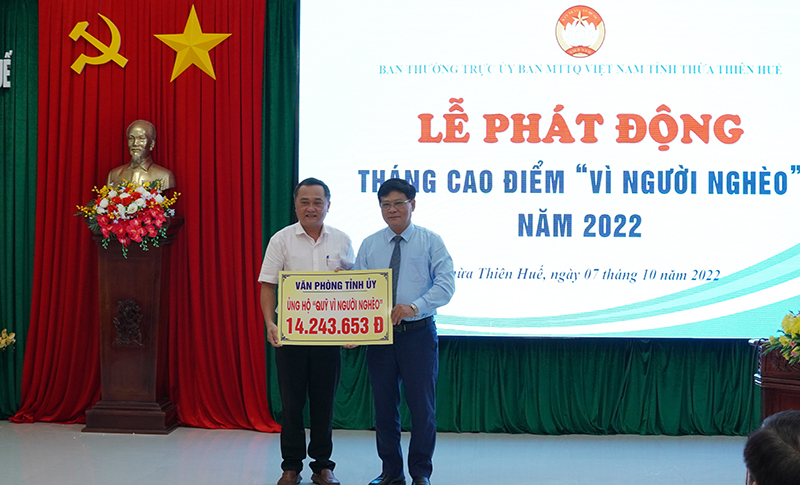 UẾ
BAN THƯỜNG TRỰC ỦY BAN MTTQ VIỆT NAM TỈNH THỪA THIÊN HUẾ
LỄ PHÁT ĐỘNG
THÁNG CAO ĐIỂM “VÌ NGƯỜI NGHÈO”
NĂM 2022
hừa Thiên Huế, ngày 07 tháng 10 năm 2022
VĂN PHÒNG TỈNH ỦY
ỦNG HỘ “QUỸ VÌ NGƯỜI NGHÈO”
14.243.653 Đ